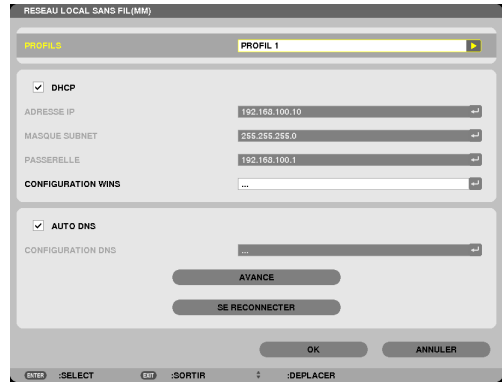 RESEAU LOCAL SANS FIL(MM)
PROFILS PROFIL 1
DHCP
ADRESSE IP 192.168.100.10
MASQUE SUBNET 255.255.255.0
PASSERELLE 192.168.100.1
CONFIGURATION WINS ...
AUTO DNS
CONFIGURATION DNS ...
AVANCE
SE RECONNECTER
OK ANNULER
ENTER :SELECT EXIT :SORTIR :DEPLACER